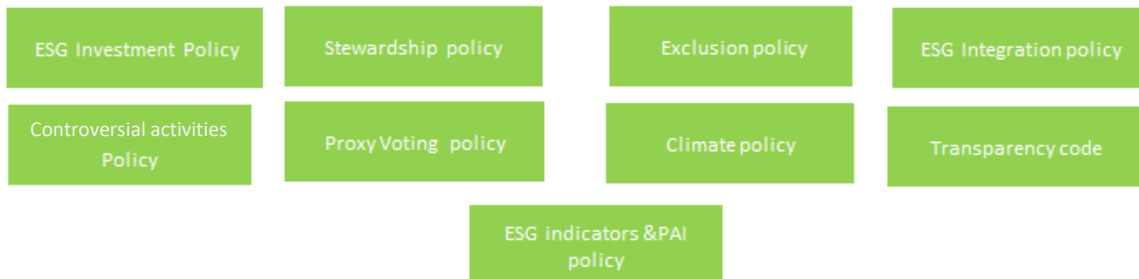 ESG Investment Policy
Stewardship policy
Exclusion policy
ESG Integration policy
Controversial activities
Policy
Proxy Voting policy
Climate policy
Transparency code
ESG indicators &PAI
policy